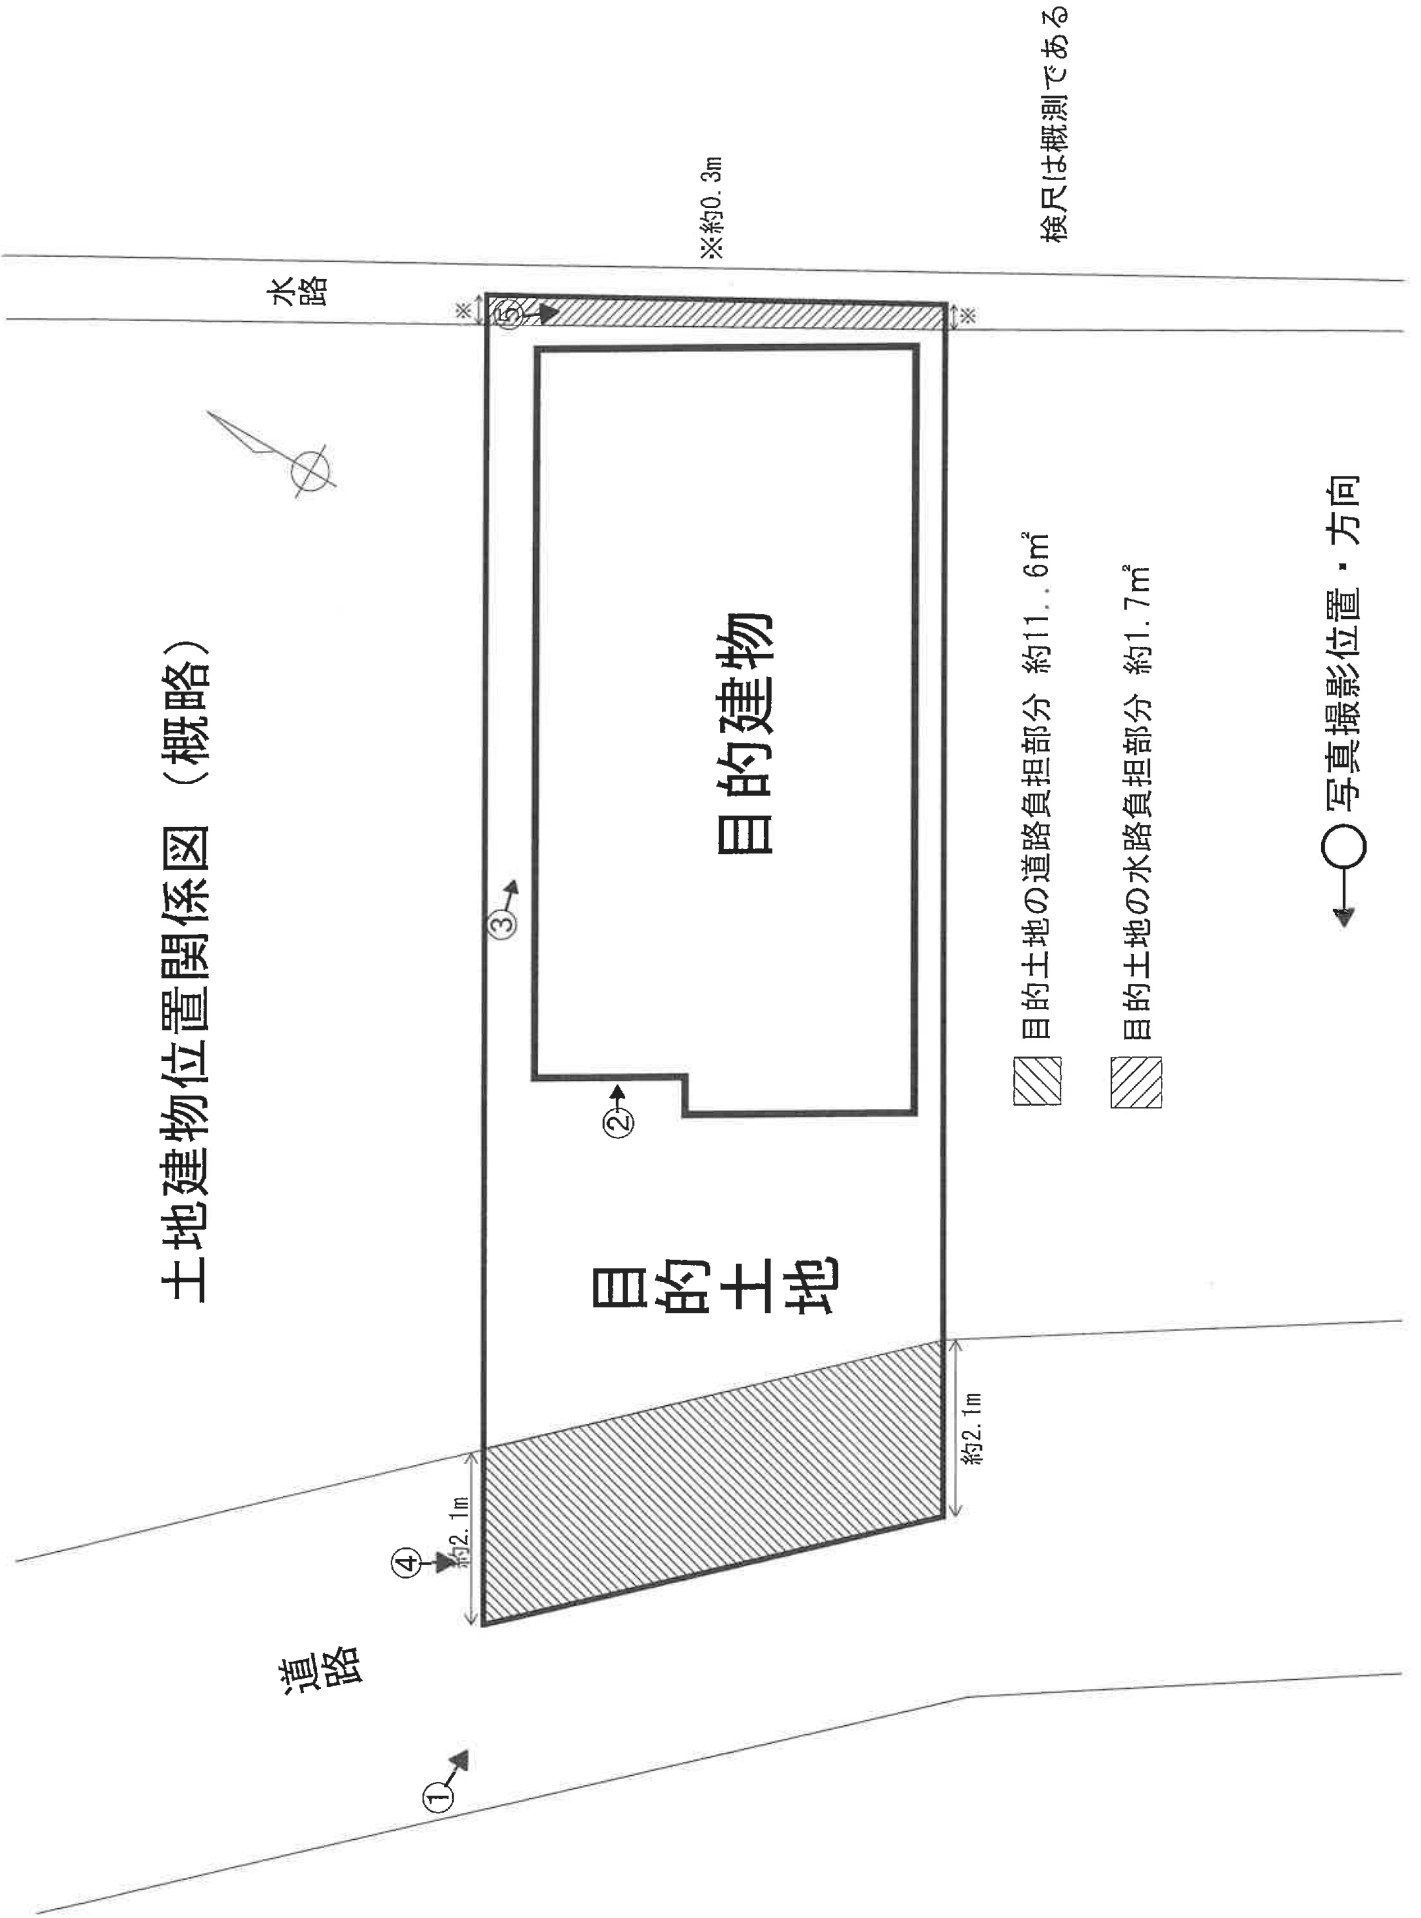 土地建物位置関係図（概略）
水路
※
⑤
※
※約0.3m
検尺は概測である
③
目的建物
②
目的土地
約2.1m
④
約2.1m
道路
①
目的土地の道路負担部分 約11..6㎡
目的土地の水路負担部分 約1.7㎡
写真撮影位置・方向